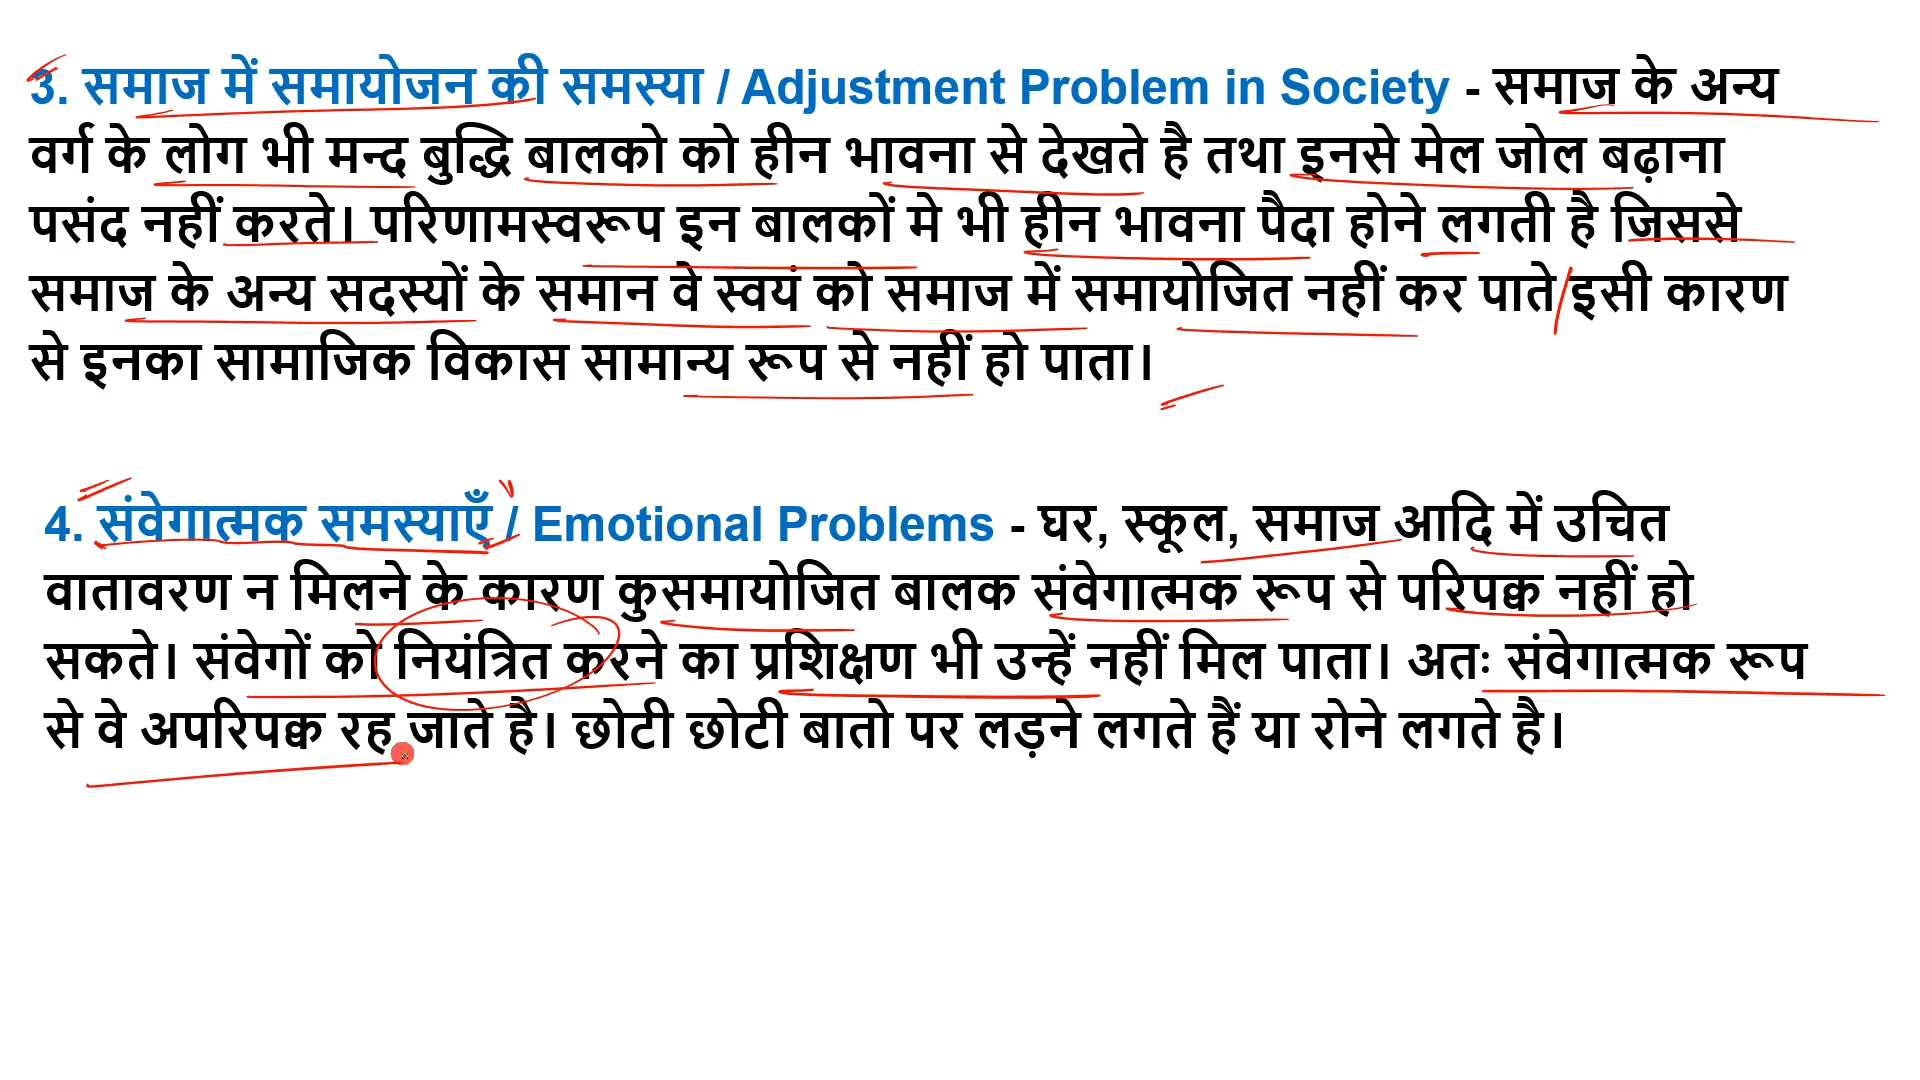 3. समाज में समायोजन की समस्या / Adjustment Problem in Society - समाज के अन्य
वर्ग के लोग भी मन्द बुद्धि बालको को हीन भावना से देखते है तथा इनसे मेल जोल बढ़ाना
पसंद नहीं करते। परिणामस्वरूप इन बालकों मे भी हीन भावना पैदा होने लगती है जिससे
समाज के अन्य सदस्यों के समान वे स्वयं को समाज में समायोजित नहीं कर पाते इसी कारण
से इनका सामाजिक विकास सामान्य रूप से नहीं हो पाता।
4. संवेगात्मक समस्याएँ / Emotional Problems - घर, स्कूल, समाज आदि में उचित
वातावरण न मिलने के कारण कुसमायोजित बालक संवेगात्मक रूप से परिपक्व नहीं हो
सकते। संवेगों को नियंत्रित करने का प्रशिक्षण भी उन्हें नहीं मिल पाता। अतः संवेगात्मक रूप
से वे अपरिपक्व रह जाते है। छोटी छोटी बातो पर लड़ने लगते हैं या रोने लगते है।